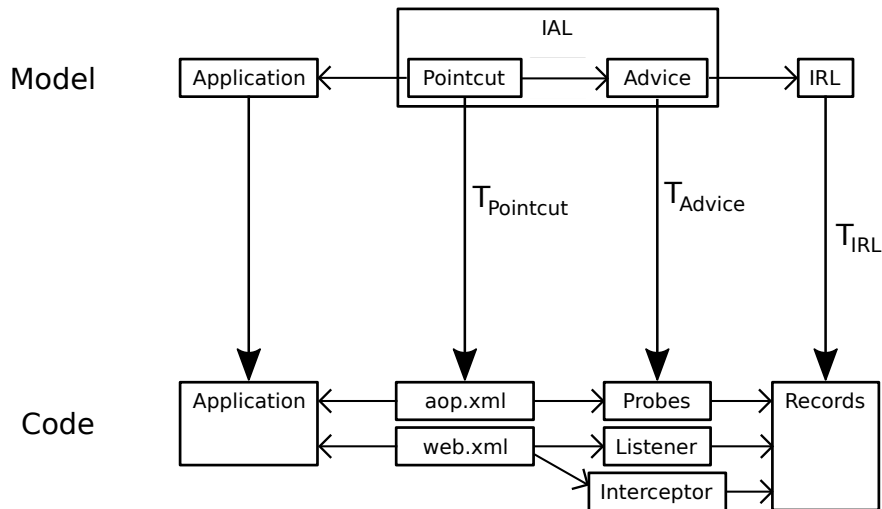 IAL
Model
Application
Pointcut
Advice
IRL
TPointcut
TAdvice
TIRL
Code
Application
aop.xml
Probes
Records
web.xml
Listener
Interceptor